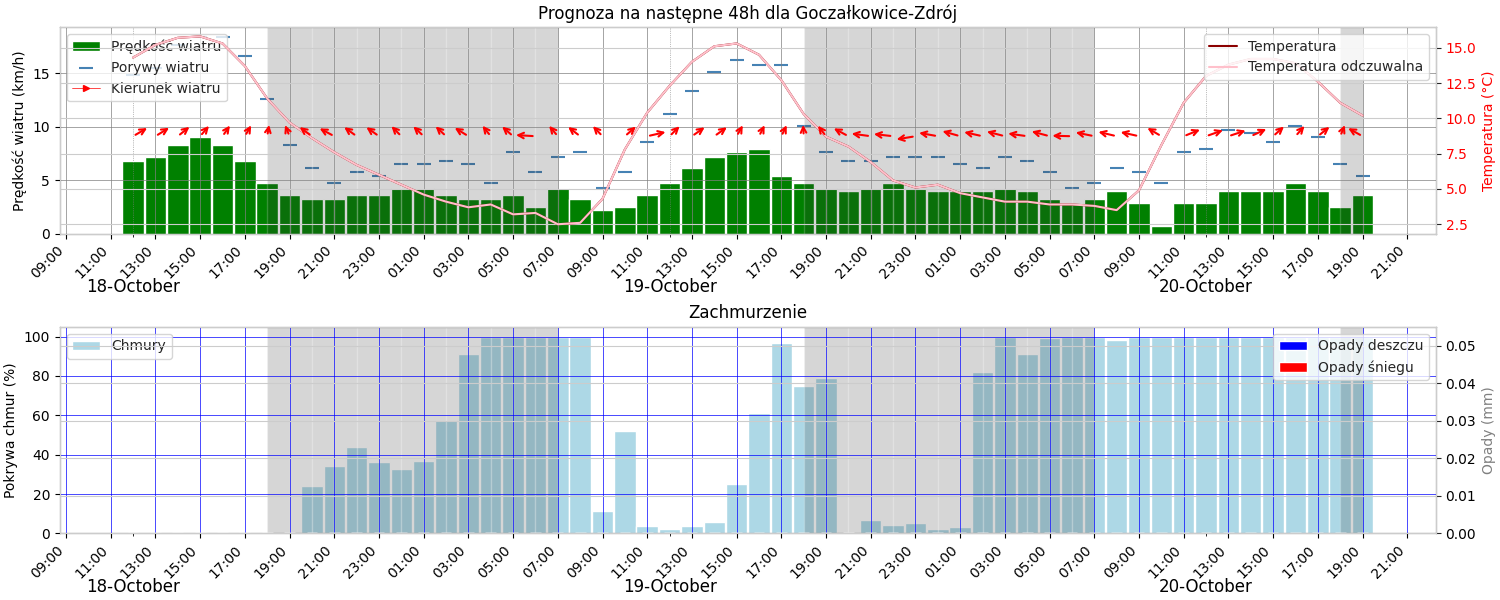 Prognoza na następne 48h dla Goczałkowice-Zdrój
Prędkość wiatru (km/h)
15
10
5
0
Prędkość wiatru
Porywy wiatru
Kierunek wiatru
Temperatura
Temperatura odczuwalna
15.0
12.5
10.0
7.5
5.0
2.5
Temperatura (°C)
09:00 11:00 13:00 15:00 17:00 19:00 21:00 23:00 01:00 03:00 05:00 07:00 09:00 11:00 13:00 15:00 17:00 19:00 21:00 23:00 01:00 03:00 05:00 07:00 09:00 11:00 13:00 15:00 17:00 19:00 21:00
18-October 19-October 20-October
Zachmurzenie
Pokrywa chmur (%)
100
80
60
40
20
0
Chmury
Opady deszczu
Opady śniegu
0.05
0.04
0.03
0.02
0.01
0.00
Opady (mm)
09:00 11:00 13:00 15:00 17:00 19:00 21:00 23:00 01:00 03:00 05:00 07:00 09:00 11:00 13:00 15:00 17:00 19:00 21:00 23:00 01:00 03:00 05:00 07:00 09:00 11:00 13:00 15:00 17:00 19:00 21:00
18-October 19-October 20-October